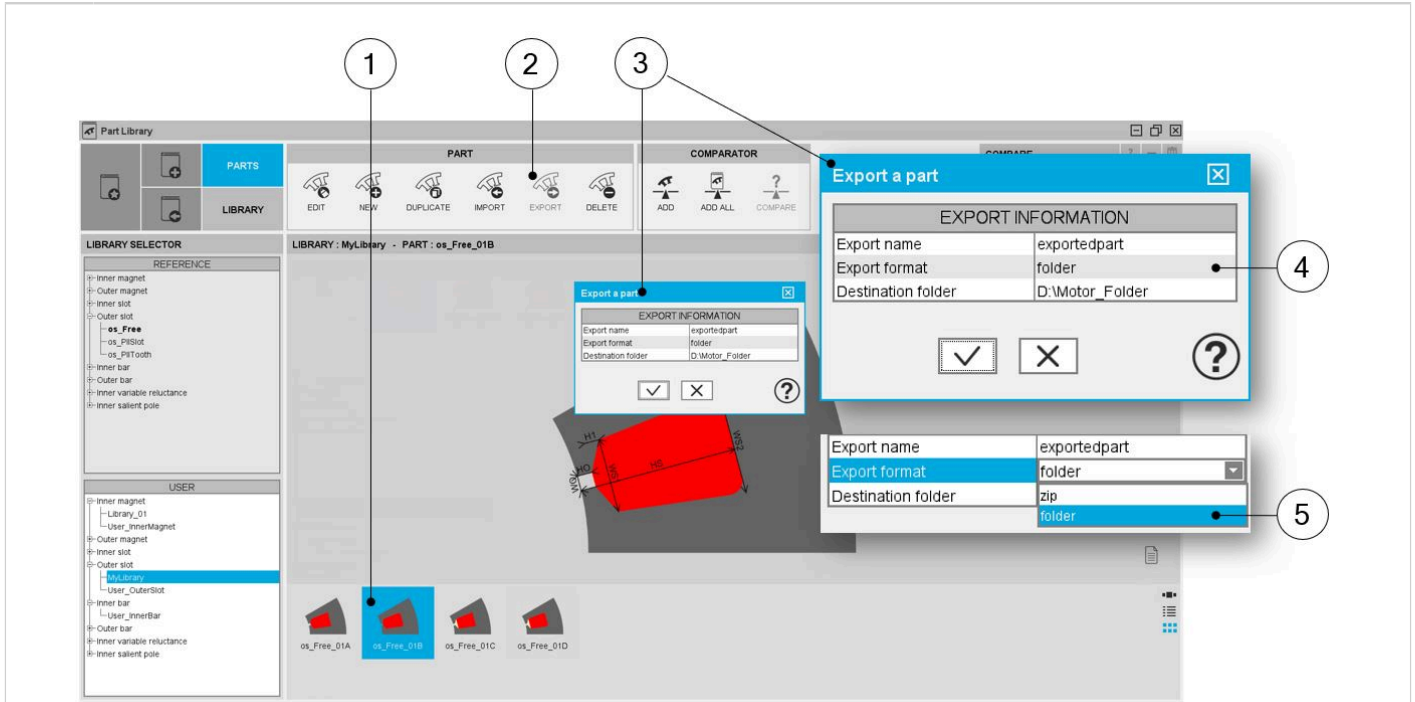 1
2
3
Part Library
PARTS
LIBRARY
PART
EDIT
NEW
DUPLICATE
IMPORT
EXPORT
DELETE
COMPARATOR
ADD
ADD ALL
COMPARE
COMPARE
LIBRARY SELECTOR
REFERENCE
Inner magnet
Outer magnet
Inner slot
Outer slot
os_Free
os_PllSlot
os_PllTooth
Inner bar
Outer bar
Inner variable reluctance
Inner salient pole
USER
Inner magnet
Library_01
User_InnerMagnet
Outer magnet
Inner slot
Outer slot
MyLibrary
User_OuterSlot
Inner bar
User_InnerBar
Outer bar
Inner variable reluctance
Inner salient pole
LIBRARY : MyLibrary - PART : os_Free_01B
Export a part
EXPORT INFORMATION
Export name exportedpart
Export format folder
Destination folder D:\Motor_Folder
?
H1
HO
WS2
HS
os_Free_01A
os_Free_01B
os_Free_01C
os_Free_01D
Export a part
EXPORT INFORMATION
Export name exportedpart
Export format folder
Destination folder D:\Motor_Folder
?
4
Export name exportedpart
Export format folder
Destination folder zip
folder
5